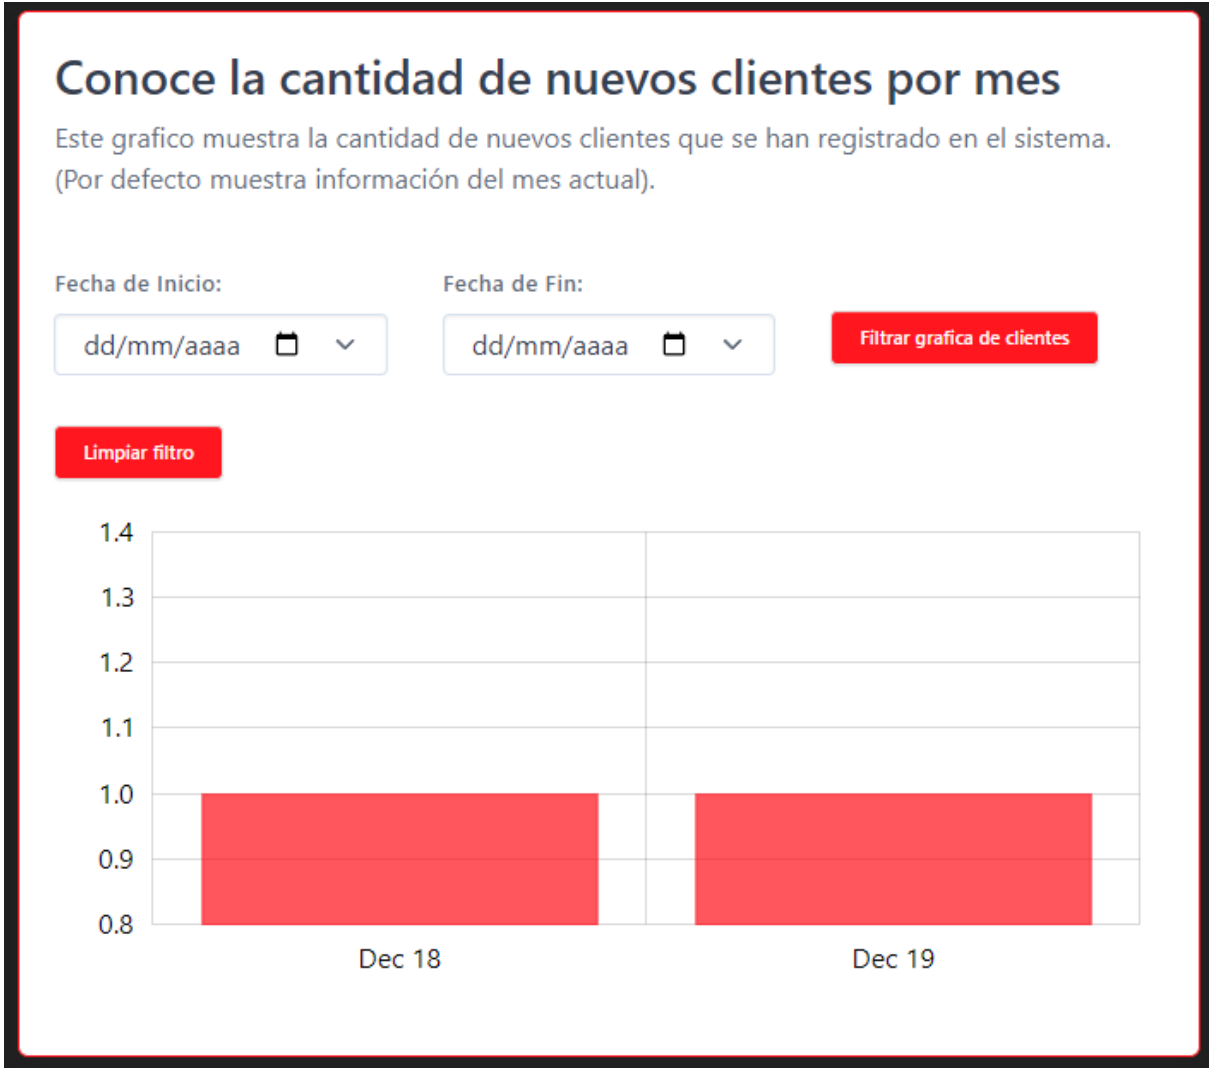 Conoce la cantidad de nuevos clientes por mes
Este grafico muestra la cantidad de nuevos clientes que se han registrado en el sistema.
(Por defecto muestra información del mes actual).
Fecha de Inicio:
Fecha de Fin:
dd/mm/aaaa
dd/mm/aaaa
Filtrar grafica de clientes
Limpiar filtro
1.4
1.3
1.2
1.1
1.0
0.9
0.8
Dec 18
Dec 19